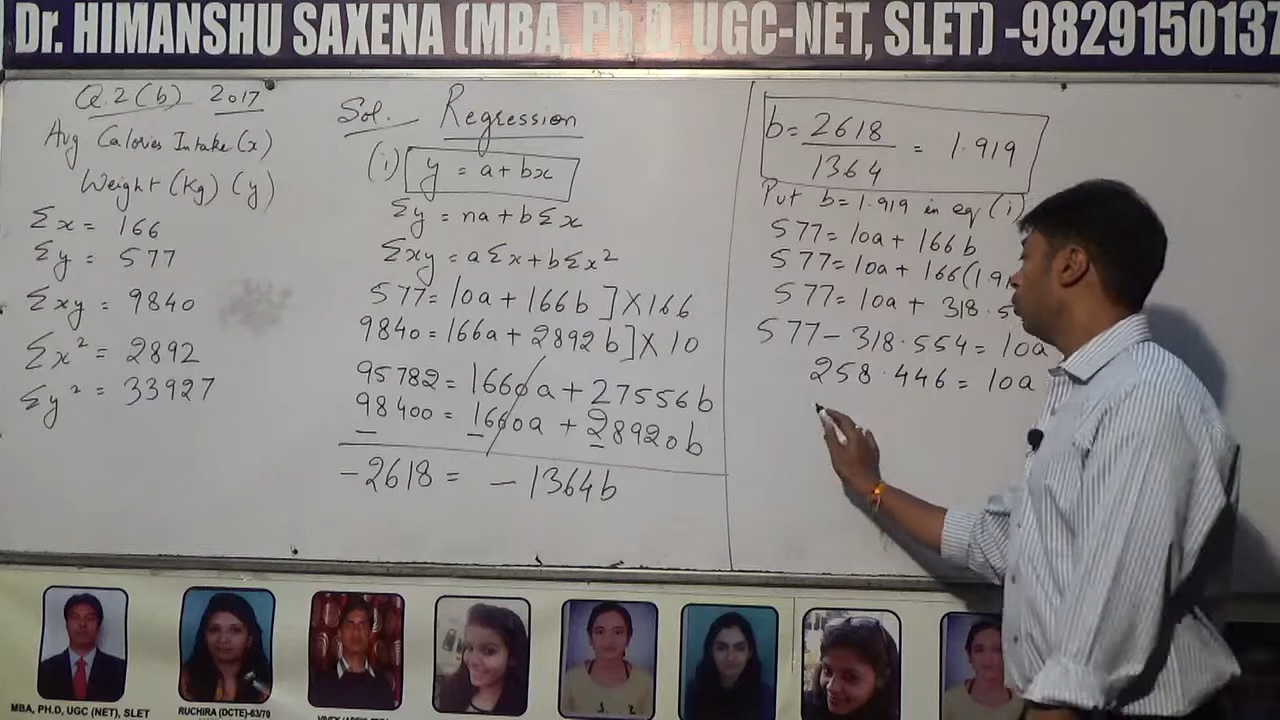 Dr. HIMANSHU SAXENA (MBA, Ph.D, UGC-NET, SLET) -9829150137
Q.2(b) 2017
Avg Calories Intake (x)
Weight (Kg) (y)
Σx = 166
Σy = 577
Σxy = 9840
Σx² = 2892
Σy² = 33927
Sol. Regression
(i) y = a + bx
Σy = na + bΣx
Σxy = aΣx + bΣx²
577 = 10a + 166b ] X 166
9840 = 166a + 2892b ] X 10
95782 = 1660a + 27556b
98400 = 1660a + 28920b
-2618 = -1364b
b = 2618/1364 = 1.919
Put b = 1.919 in eq (i)
577 = 10a + 166b
577 = 10a + 166(1.91
577 = 10a + 318.5
577 - 318.554 = 10a
258.446 = 10a
MBA, PH.D, UGC (NET), SLET
RUCHIRA (DCTE)-63/70